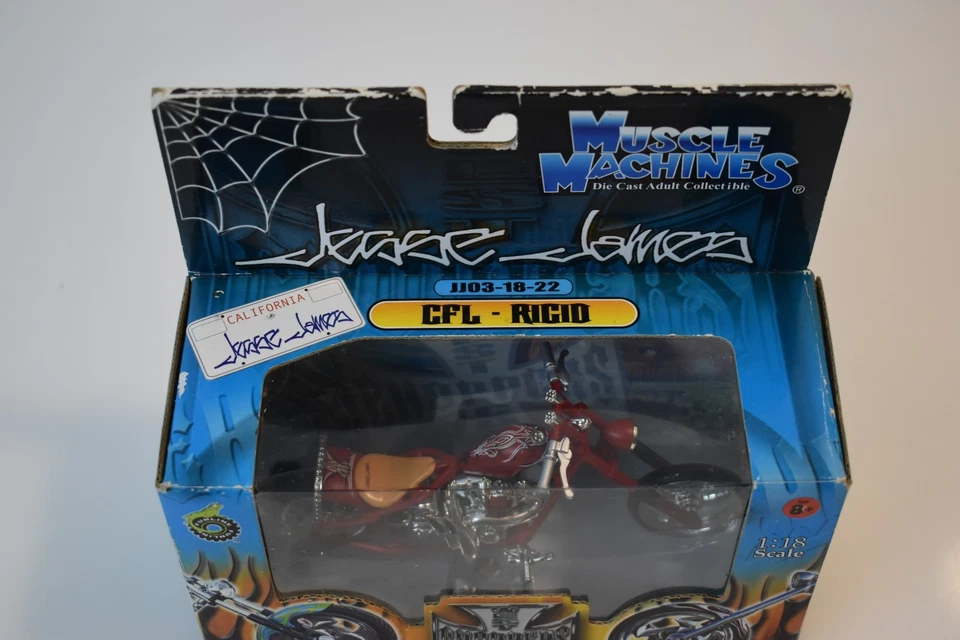 MUSCLE
MACHINES
Die Cast Adult Collectible
®
Jesse James
JJ03-18-22
CFL - RIGID
CALIFORNIA
Jesse James
8+
1:18
Scale